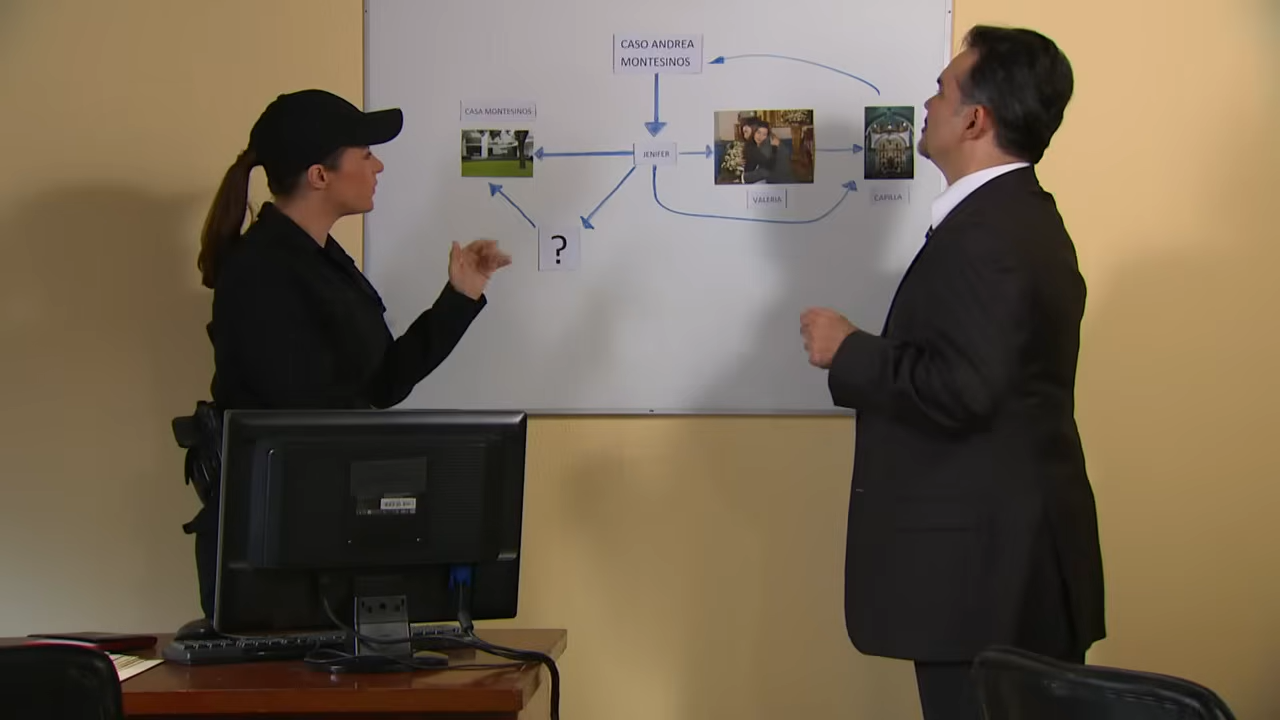 CASO ANDREA
MONTESINOS
CASA MONTESINOS
JENIFER
VALERIA
CAPILLA
?